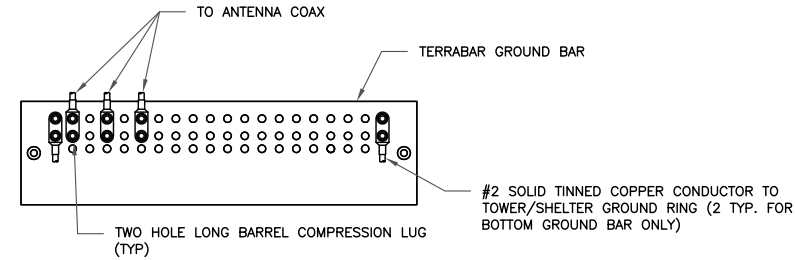 TO ANTENNA COAX
TERRABAR GROUND BAR
#2 SOLID TINNED COPPER CONDUCTOR TO
TOWER/SHELTER GROUND RING (2 TYP. FOR
BOTTOM GROUND BAR ONLY)
TWO HOLE LONG BARREL COMPRESSION LUG
(TYP)